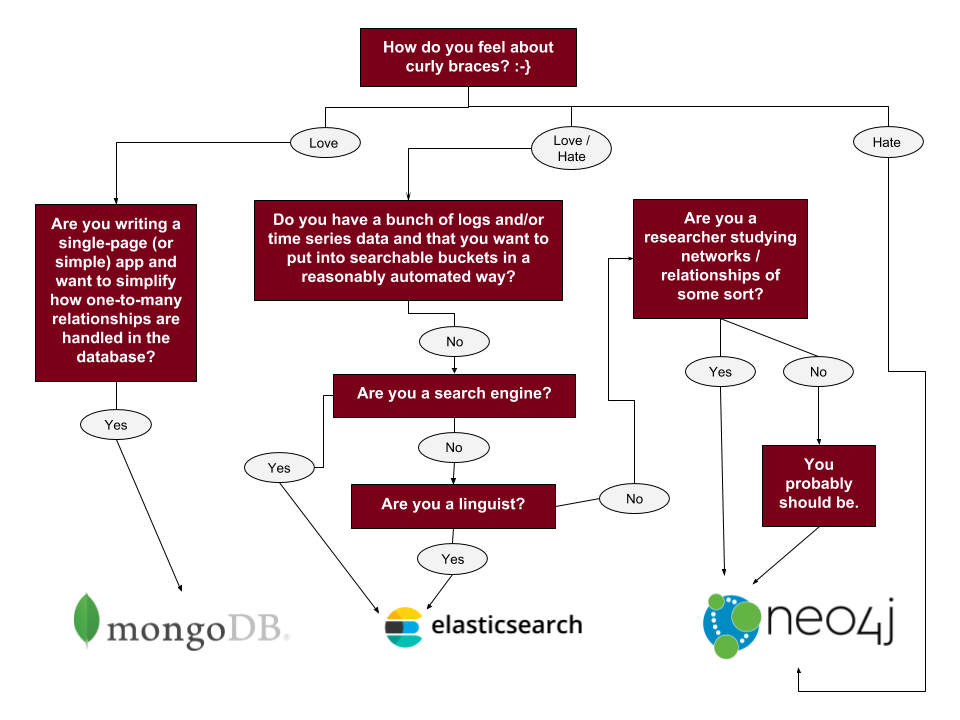 How do you feel about
curly braces? :-}
Love
Love /
Hate
Hate
Are you writing a
single-page (or
simple) app and
want to simplify
how one-to-many
relationships are
handled in the
database?
Do you have a bunch of logs and/or
time series data and that you want to
put into searchable buckets in a
reasonably automated way?
Are you a
researcher studying
networks /
relationships of
some sort?
No
Yes
No
Are you a search engine?
Yes
No
Yes
You
probably
should be.
Are you a linguist?
No
Yes
mongoDB®
elasticsearch
neo4j